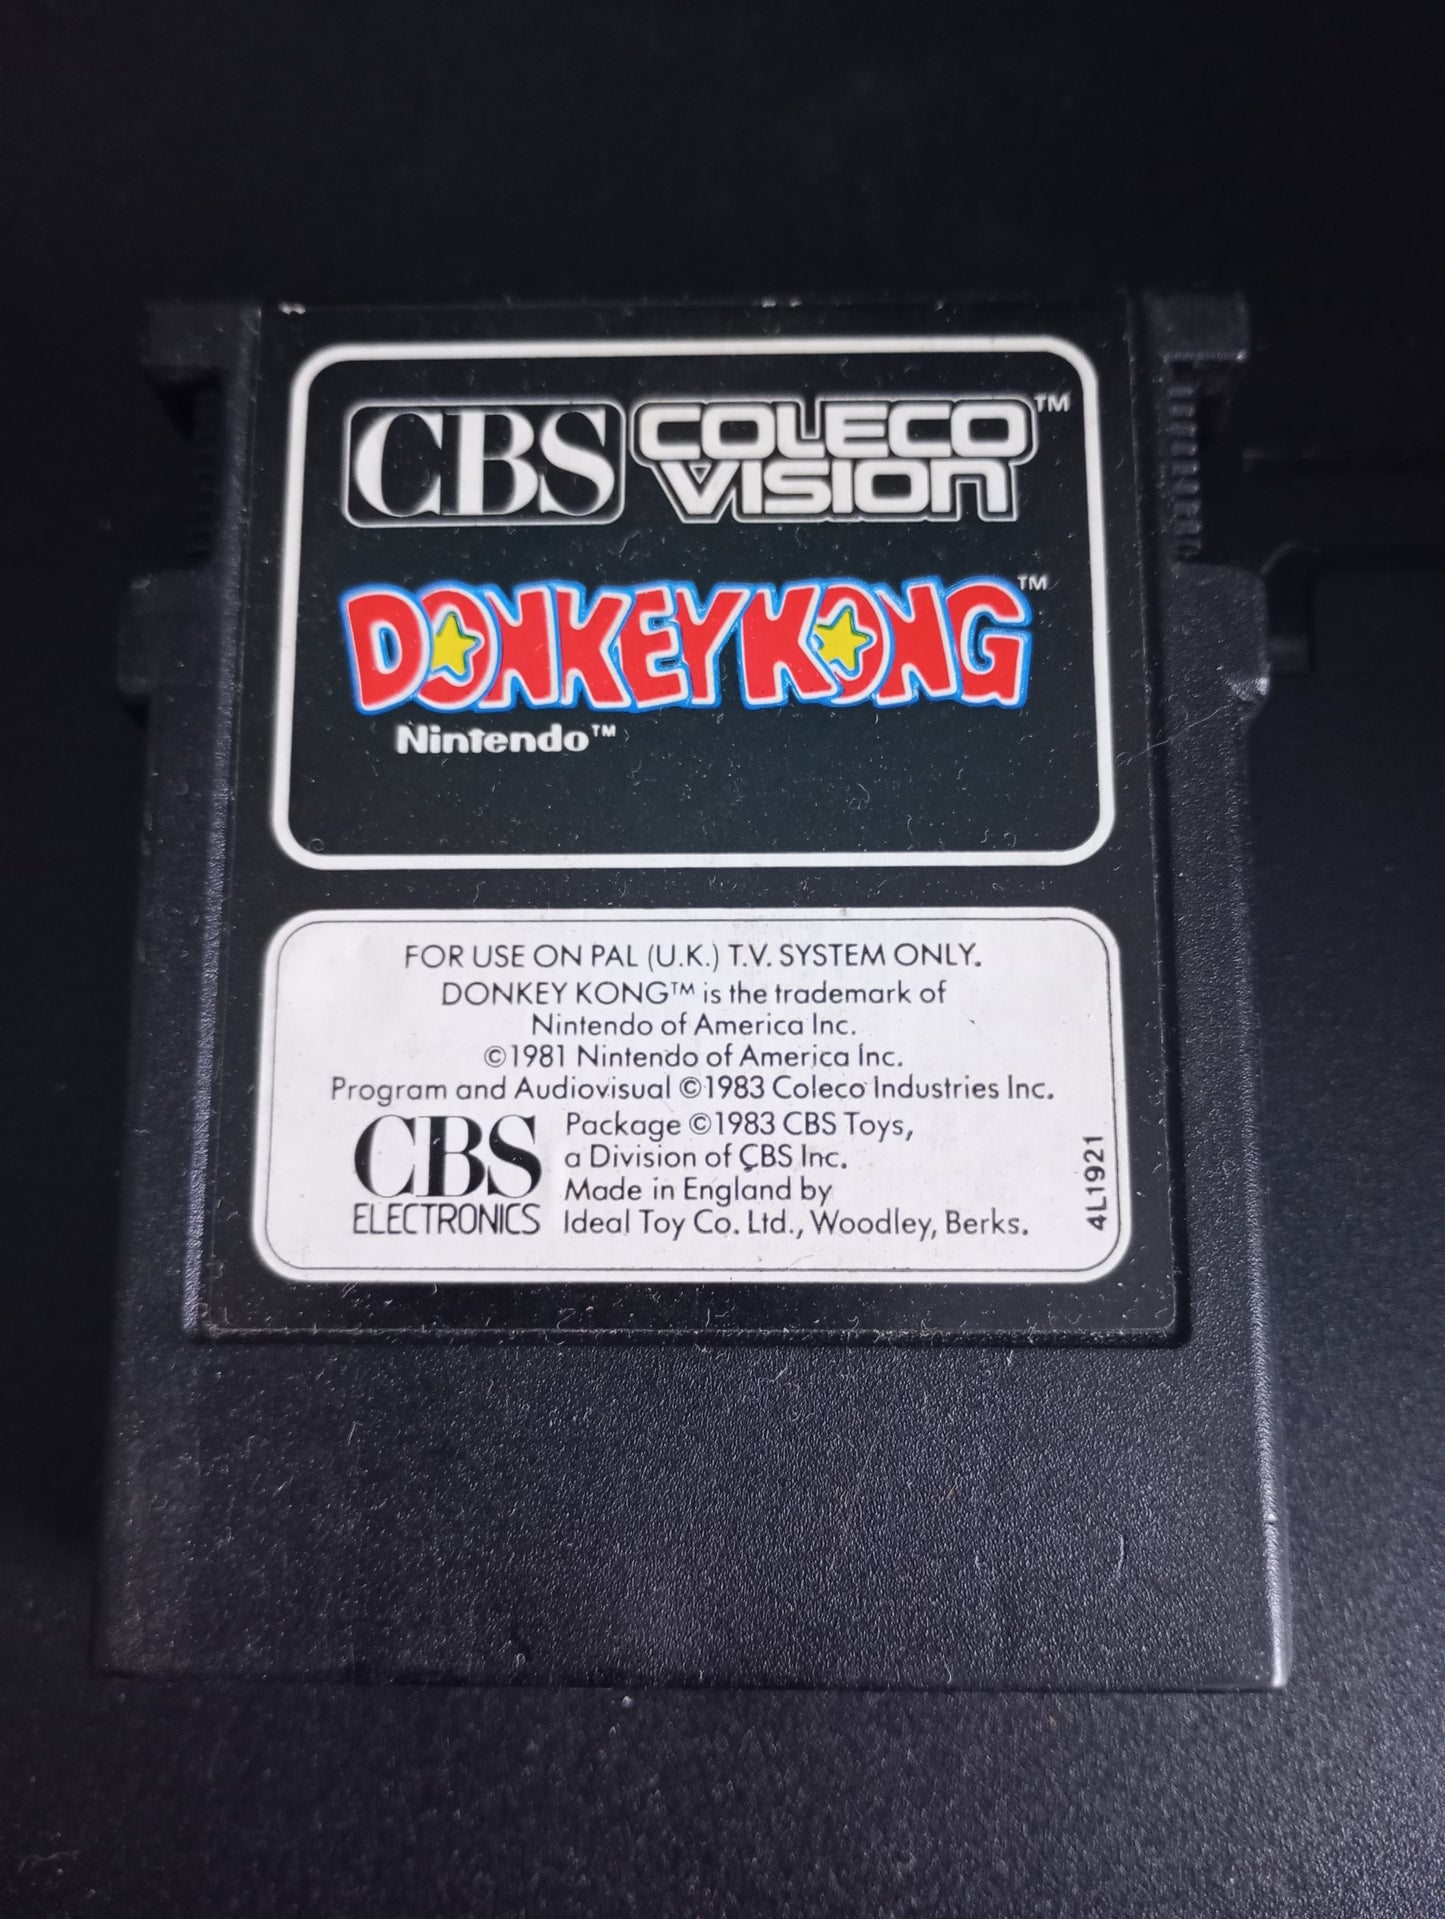 CBS COLECO VISION™
DONKEY KONG™
Nintendo™
FOR USE ON PAL (U.K.) T.V. SYSTEM ONLY.
DONKEY KONG™ is the trademark of
Nintendo of America Inc.
©1981 Nintendo of America Inc.
Program and Audiovisual ©1983 Coleco Industries Inc.
CBS ELECTRONICS
Package ©1983 CBS Toys,
a Division of CBS Inc.
Made in England by
Ideal Toy Co. Ltd., Woodley, Berks.
4L1921